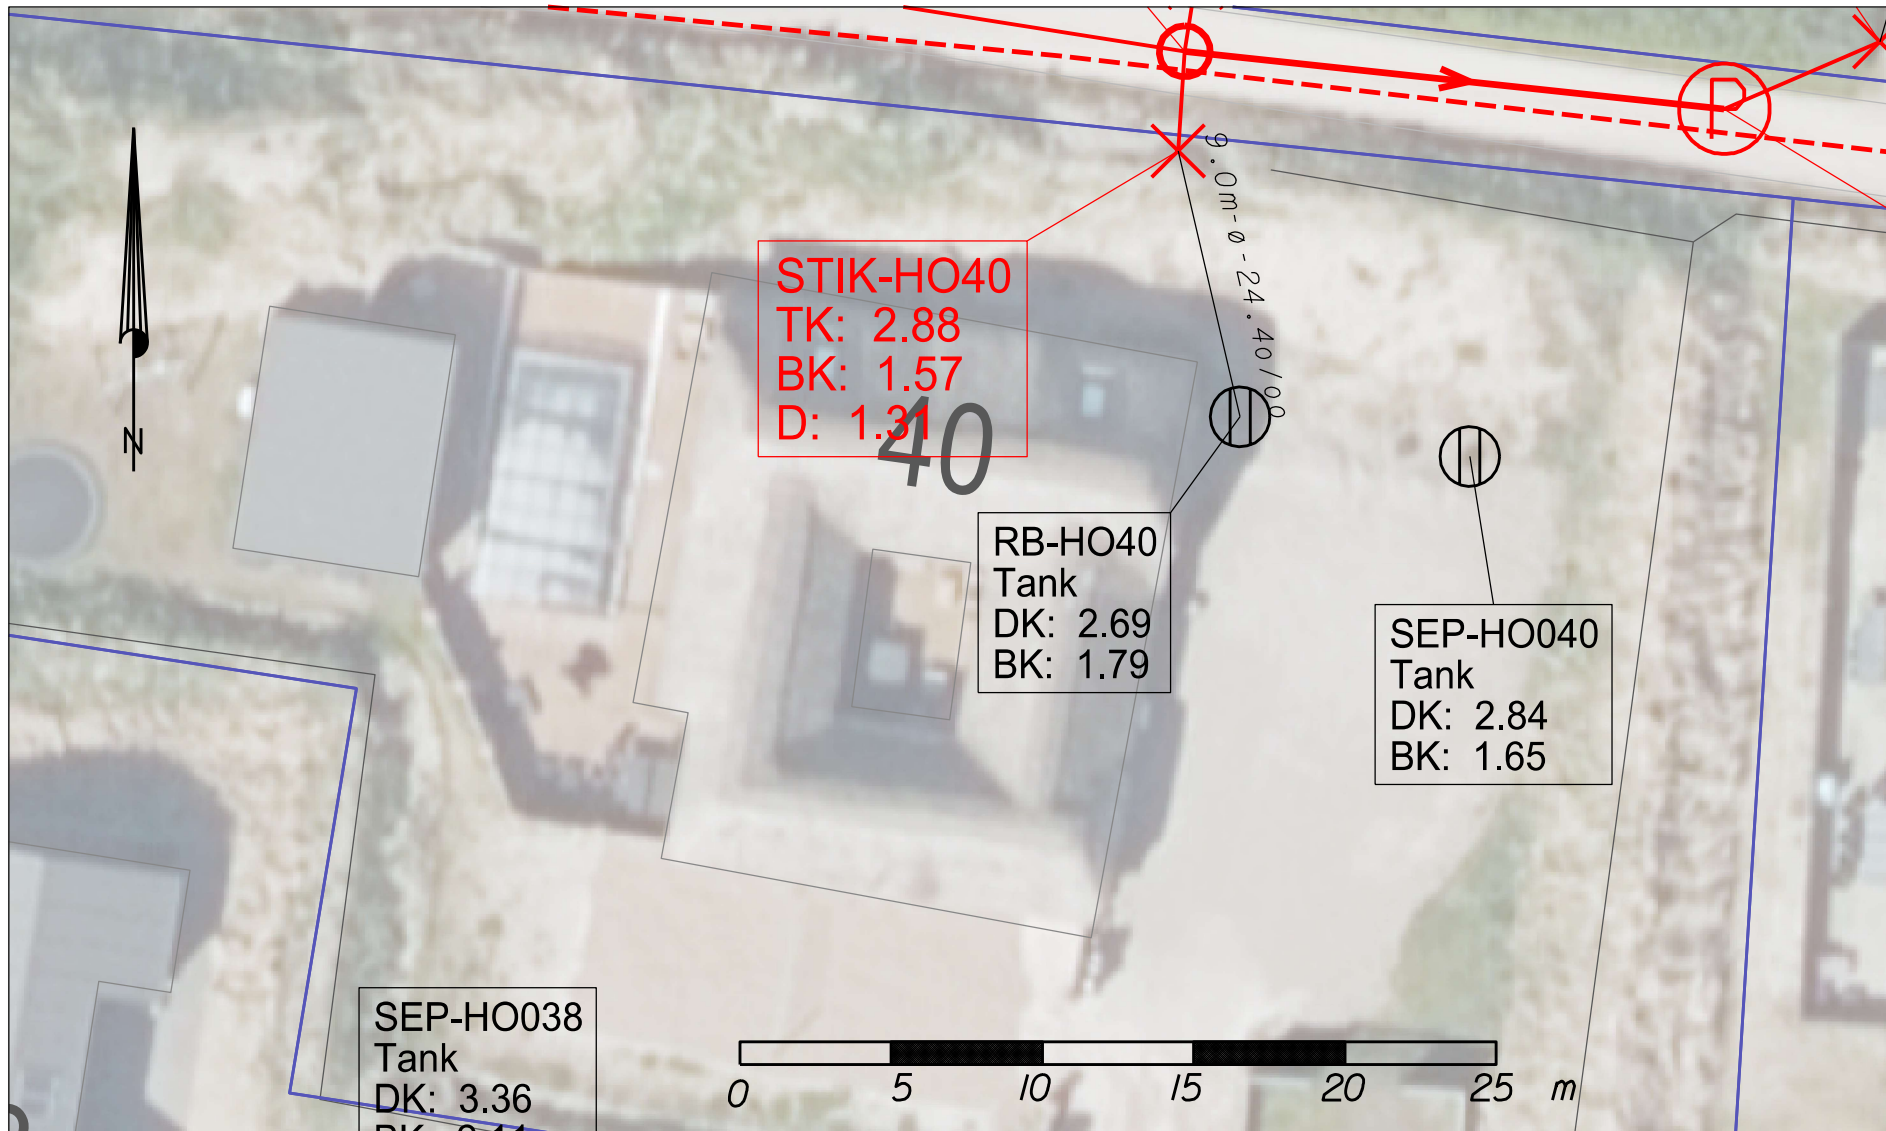 P
9.0m-ø-24.4o/oo
N
STIK-HO40
TK: 2.88
BK: 1.57
D: 1.31
40
RB-HO40
Tank
DK: 2.69
BK: 1.79
SEP-HO040
Tank
DK: 2.84
BK: 1.65
SEP-HO038
Tank
DK: 3.36
0 5 10 15 20 25 m